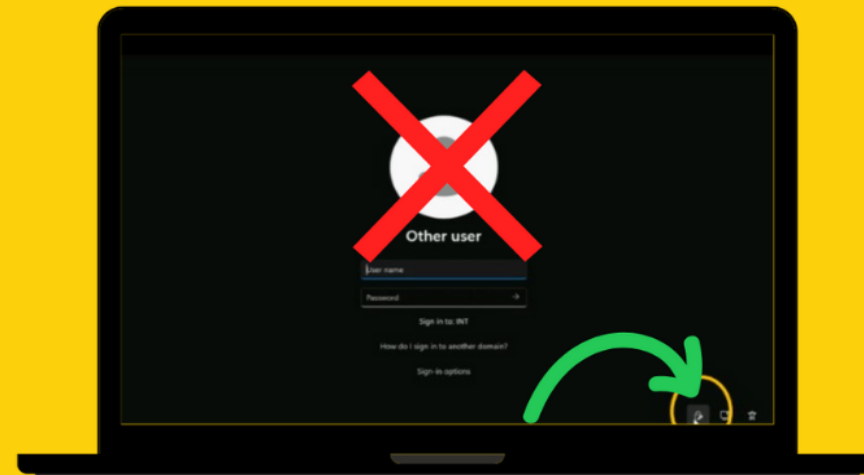 Other user
User name
Password
Sign in to: INT
How do I sign in to another domain?
Sign-in options